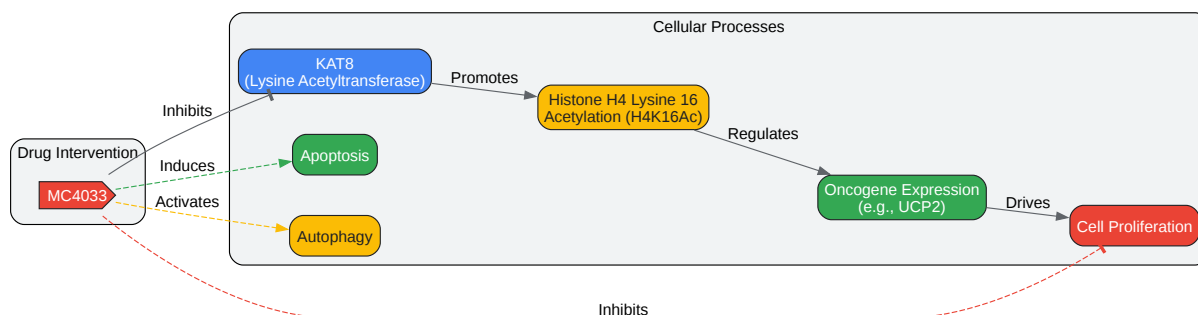 Cellular Processes
KAT8
(Lysine Acetyltransferase)
Promotes
Histone H4 Lysine 16
Acetylation (H4K16Ac)
Inhibits
Regulates
Drug Intervention
MC4033
Induces
Apoptosis
Activates
Autophagy
Oncogene Expression
(e.g., UCP2)
Drives
Cell Proliferation
Inhibits